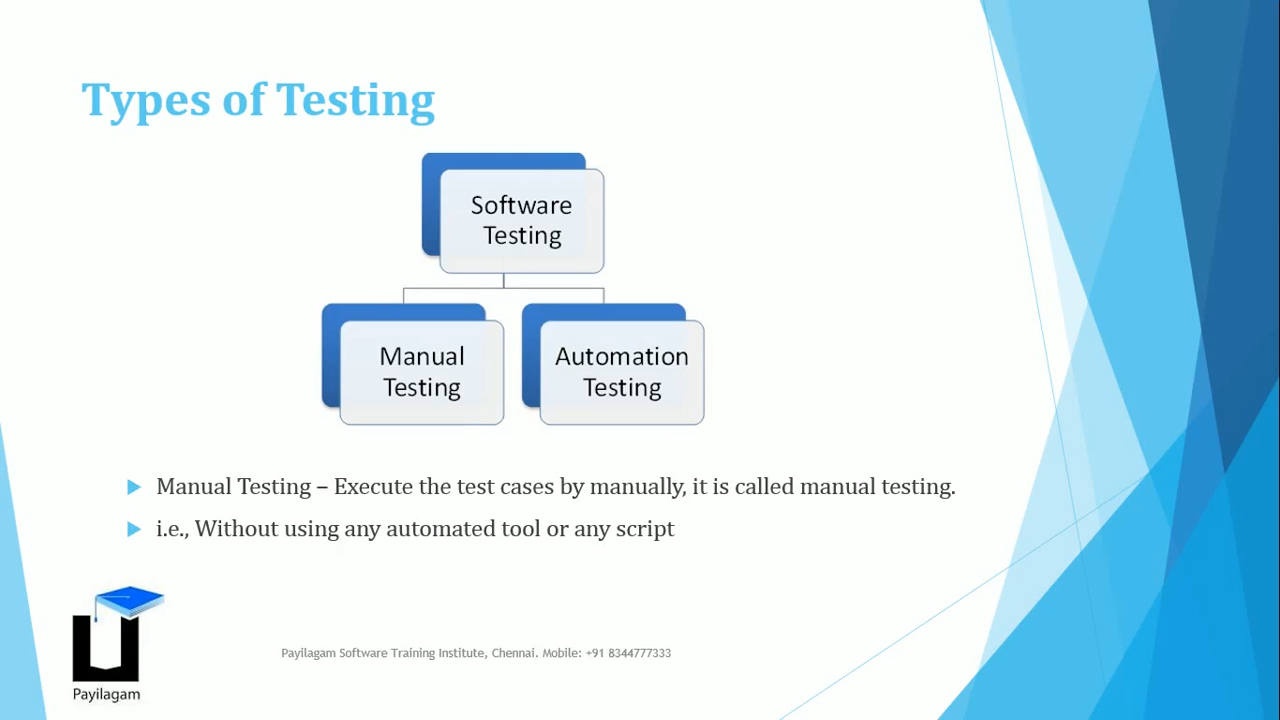 Types of Testing
Software
Testing
Manual
Testing
Automation
Testing
Manual Testing – Execute the test cases by manually, it is called manual testing.
i.e., Without using any automated tool or any script
Payilagam Software Training Institute, Chennai. Mobile: +91 8344777333
Payilagam